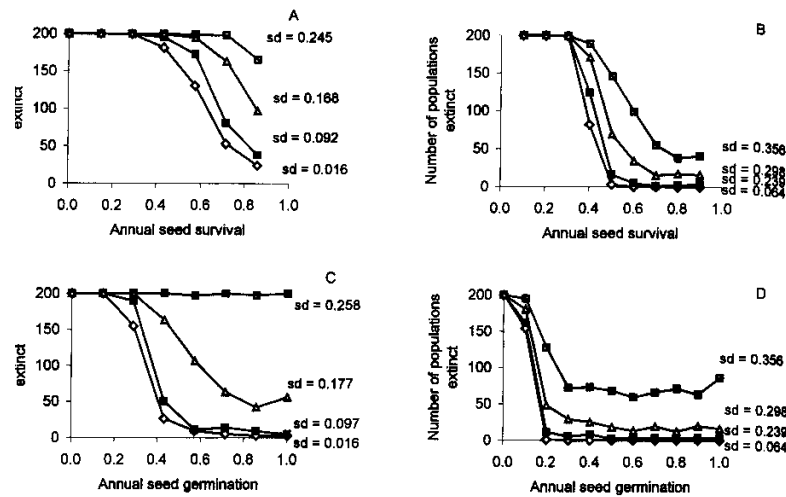 A
200
150
100
50
0
extinct
sd = 0.245
sd = 0.168
sd = 0.092
sd = 0.016
0.0 0.2 0.4 0.6 0.8 1.0
Annual seed survival
B
200
150
100
50
0
Number of populations
extinct
sd = 0.356
sd = 0.298
sd = 0.239
sd = 0.064
0.0 0.2 0.4 0.6 0.8 1.0
Annual seed survival
C
200
150
100
50
0
extinct
sd = 0.258
sd = 0.177
sd = 0.097
sd = 0.016
0.0 0.2 0.4 0.6 0.8 1.0
Annual seed germination
D
200
150
100
50
0
Number of populations
extinct
sd = 0.356
sd = 0.298
sd = 0.239
sd = 0.064
0.0 0.2 0.4 0.6 0.8 1.0
Annual seed germination